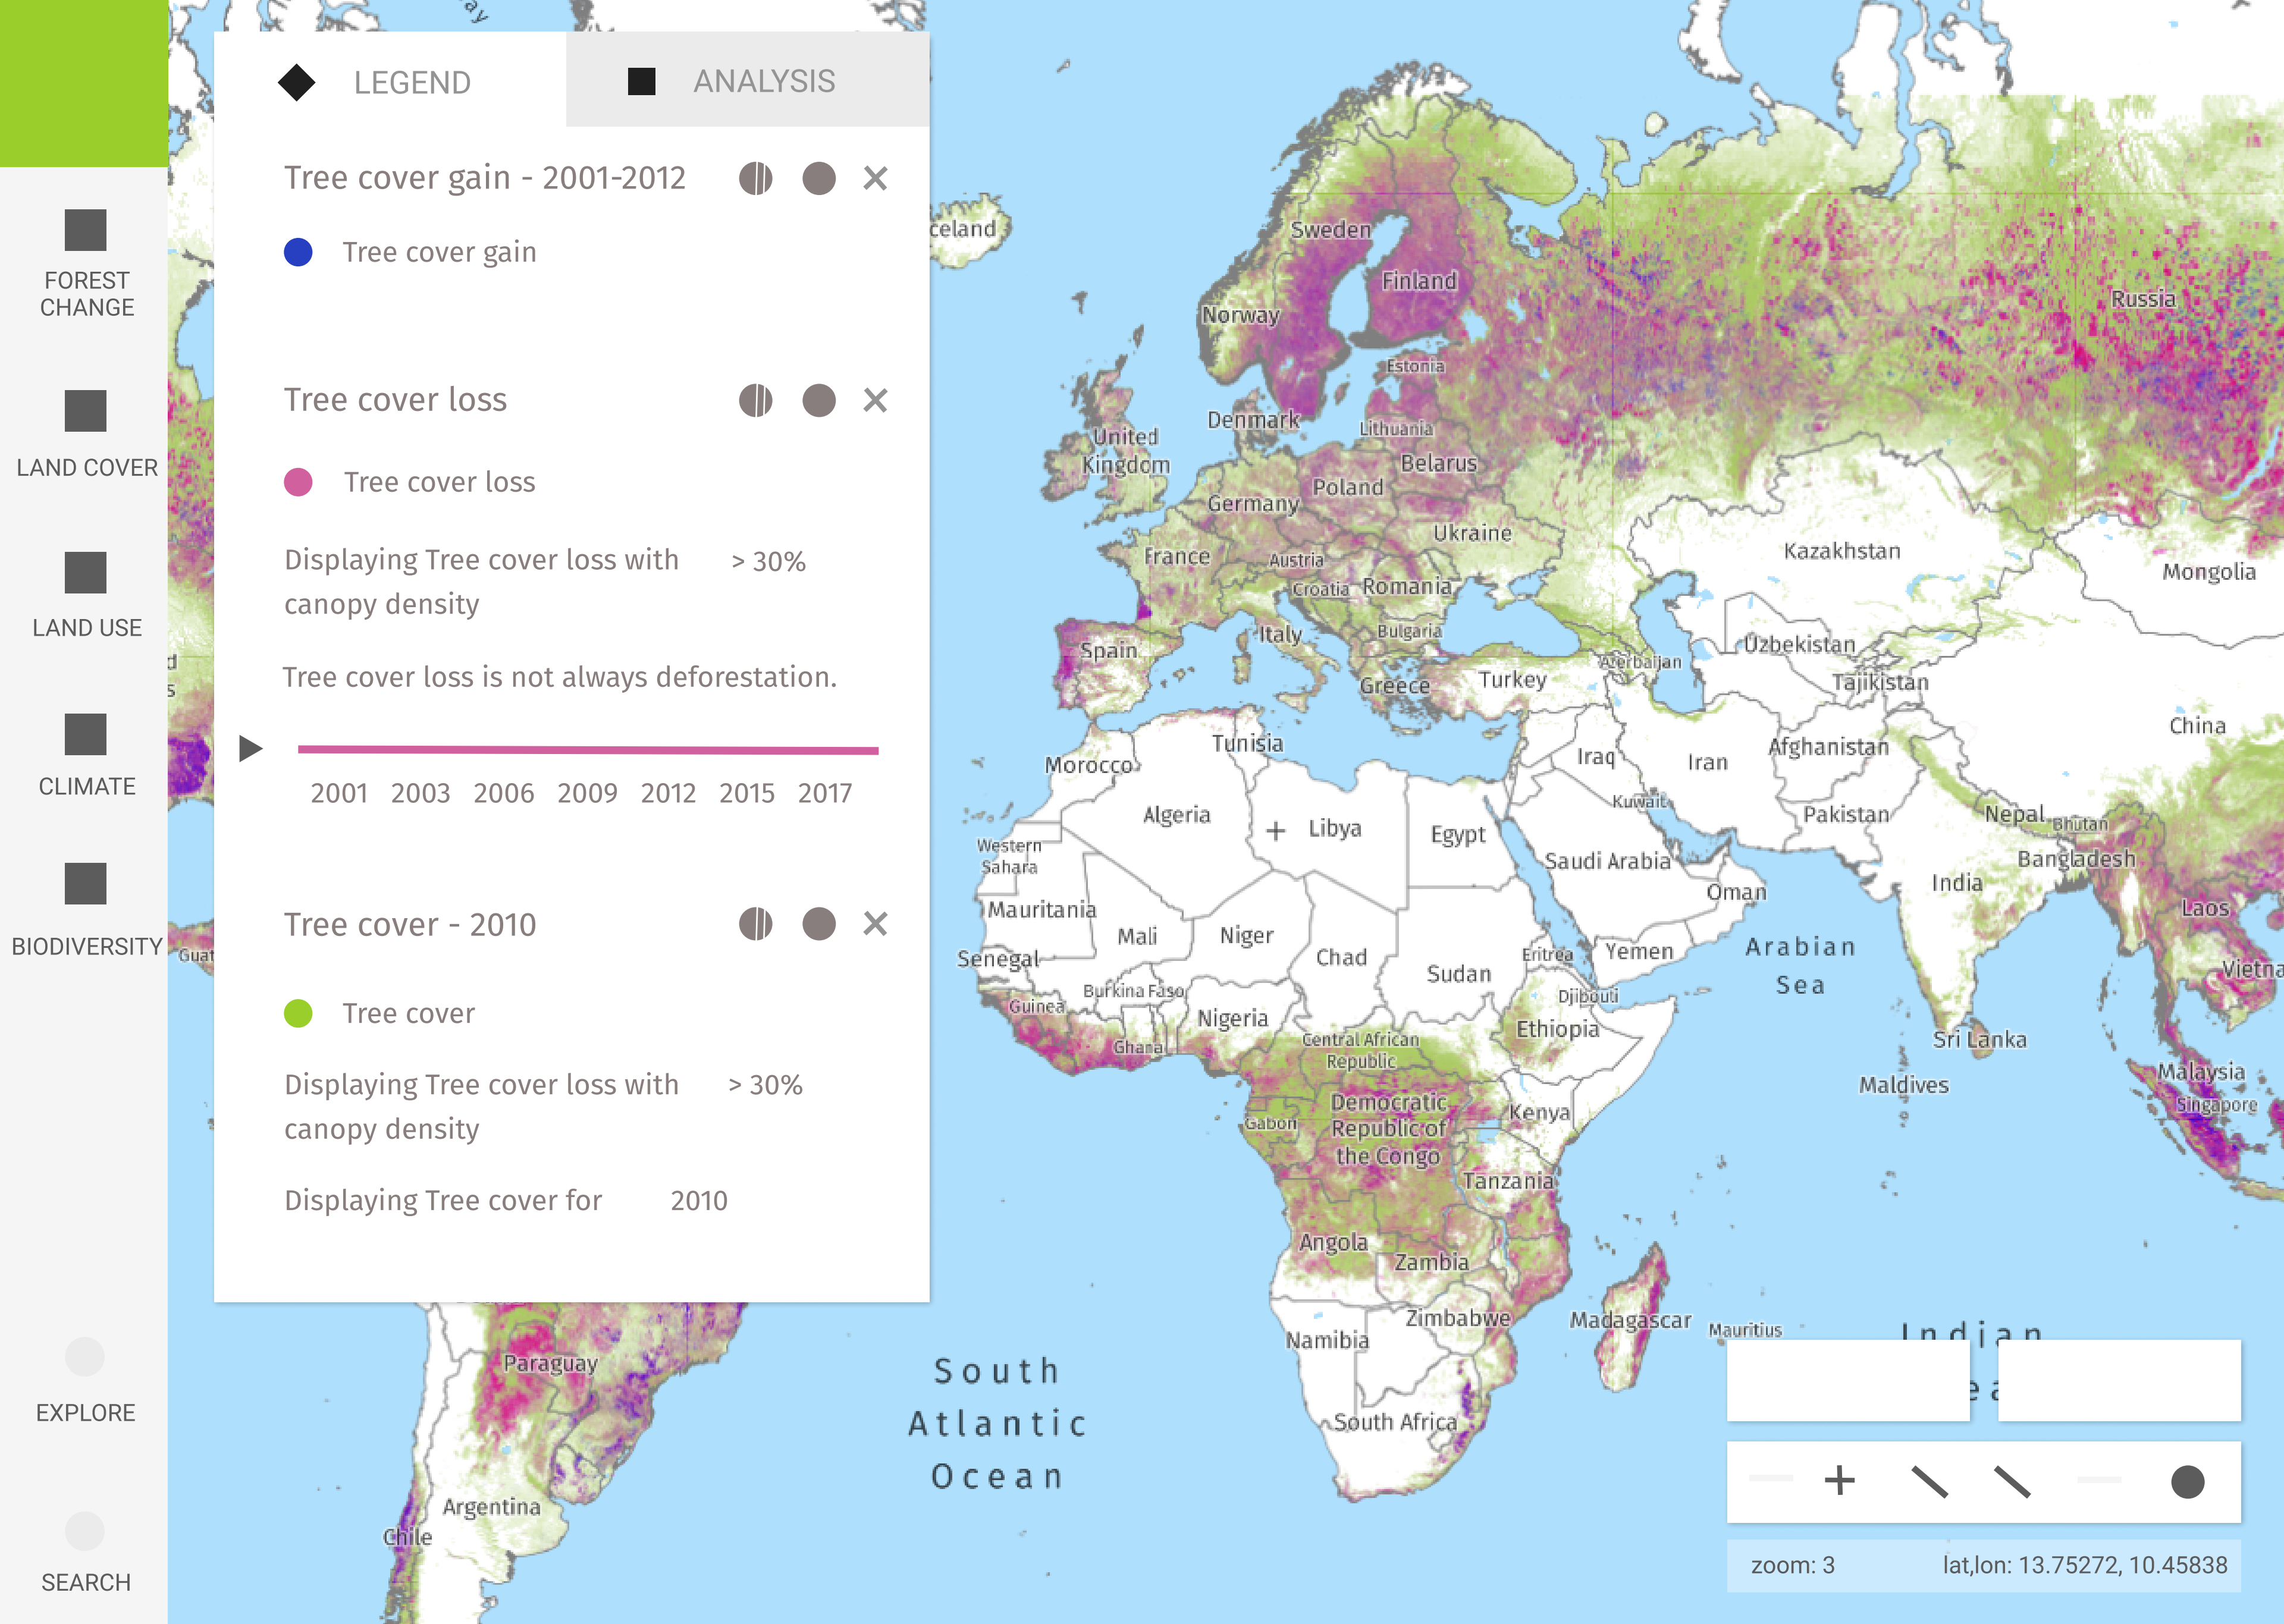 LEGEND
ANALYSIS
Tree cover gain - 2001-2012
Tree cover gain
Tree cover loss
Tree cover loss
Displaying Tree cover loss with > 30%
canopy density
Tree cover loss is not always deforestation.
2001 2003 2006 2009 2012 2015 2017
Tree cover - 2010
Tree cover
Displaying Tree cover loss with > 30%
canopy density
Displaying Tree cover for 2010
FOREST
CHANGE
LAND COVER
LAND USE
CLIMATE
BIODIVERSITY
EXPLORE
SEARCH
ay
celand
Sweden
Finland
Norway
Russia
Estonia
Denmark
Lithuania
United
Kingdom
Belarus
Poland
Germany
Ukraine
France
Austria
Kazakhstan
Mongolia
Croatia
Romania
Italy
Bulgaria
Spain
Uzbekistan
Azerbaijan
Greece
Turkey
Tajikistan
China
Tunisia
Morocco
Iraq
Iran
Afghanistan
Algeria
Libya
Egypt
Kuwait
Pakistan
Nepal
Bhutan
Western
Sahara
Saudi Arabia
Bangladesh
India
Oman
Mauritania
Mali
Niger
Laos
Chad
Senegal
Sudan
Eritrea
Yemen
Arabian
Sea
Vietna
Burkina Faso
Djibouti
Guinea
Nigeria
Ethiopia
Ghana
Central African
Republic
Sri Lanka
Maldives
Malaysia
Singapore
Democratic
Republic of
the Congo
Kenya
Gabon
Tanzania
Angola
Zambia
Zimbabwe
Madagascar
Mauritius
Namibia
Indian
ea
South Africa
South
Atlantic
Ocean
d
s
Guat
Paraguay
Argentina
Chile
zoom: 3
lat,lon: 13.75272, 10.45838